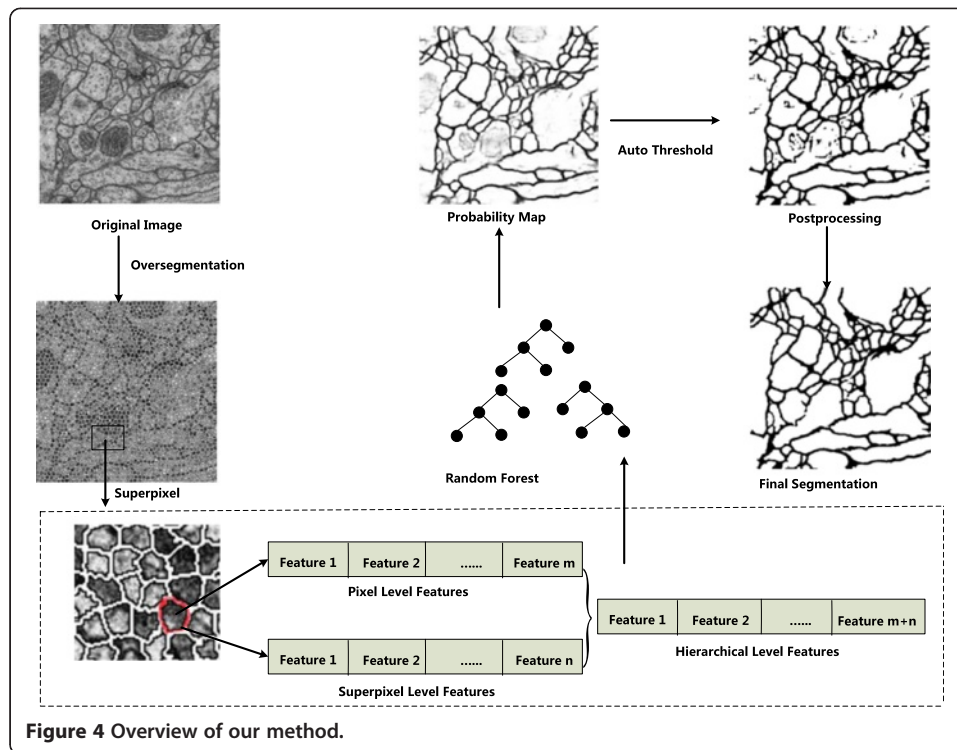 Original Image
Oversegmentation
Superpixel
Probability Map
Auto Threshold
Postprocessing
Random Forest
Final Segmentation
Feature 1 Feature 2 ...... Feature m
Pixel Level Features
Feature 1 Feature 2 ...... Feature n
Superpixel Level Features
Feature 1 Feature 2 ...... Feature m+n
Hierarchical Level Features
Figure 4 Overview of our method.